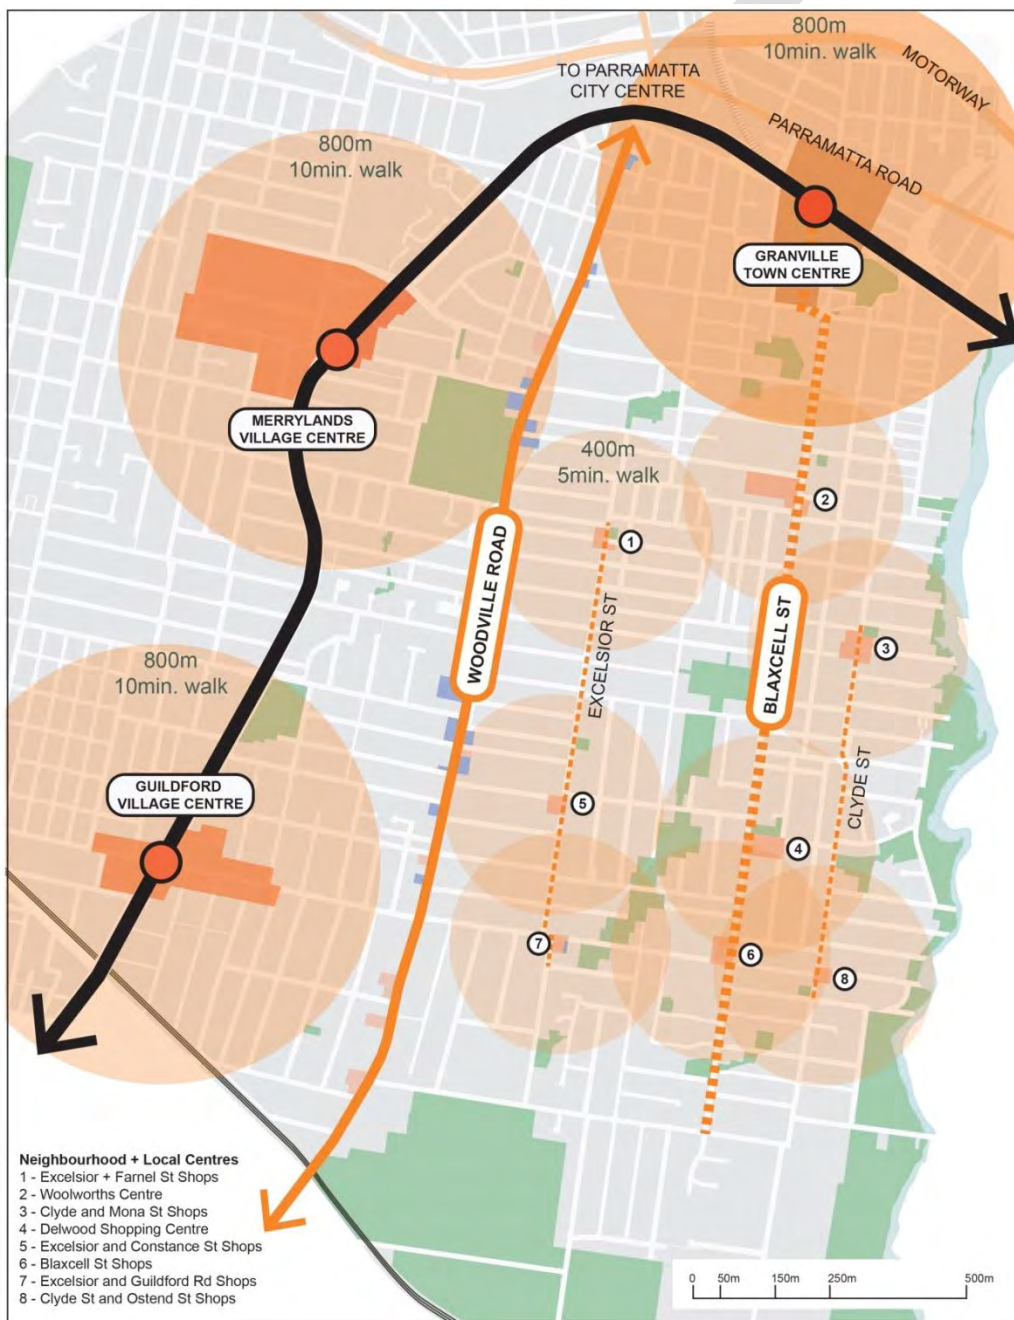 800m
10min. walk
MOTORWAY
TO PARRAMATTA
CITY CENTRE
PARRAMATTA ROAD
800m
10min. walk
GRANVILLE
TOWN CENTRE
MERRYLANDS
VILLAGE CENTRE
400m
5min. walk
2
1
WOODVILLE ROAD
EXCELSIOR ST
BLAXCELL ST
3
800m
10min. walk
CLYDE ST
GUILDFORD
VILLAGE CENTRE
5
4
7
6
8
Neighbourhood + Local Centres
1 - Excelsior + Farnel St Shops
2 - Woolworths Centre
3 - Clyde and Mona St Shops
4 - Delwood Shopping Centre
5 - Excelsior and Constance St Shops
6 - Blaxcell St Shops
7 - Excelsior and Guildford Rd Shops
8 - Clyde St and Ostend St Shops
0 50m 150m 250m 500m